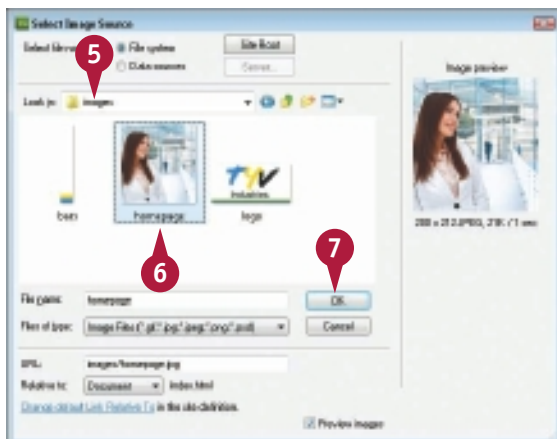 Select Image Source
Select file name from: File system
Data sources
Site Root
Server...
Image preview
5
Look in: images
bars
homepage
TYV
Industries
logo
6
7
File name: homepage
OK
Files of type: Image Files (*.gif;*.jpg;*.jpeg;*.png;*.psd)
Cancel
URL: images/homepage.jpg
Relative to: Document index.html
Change default Link Relative To in the site definition.
Preview images